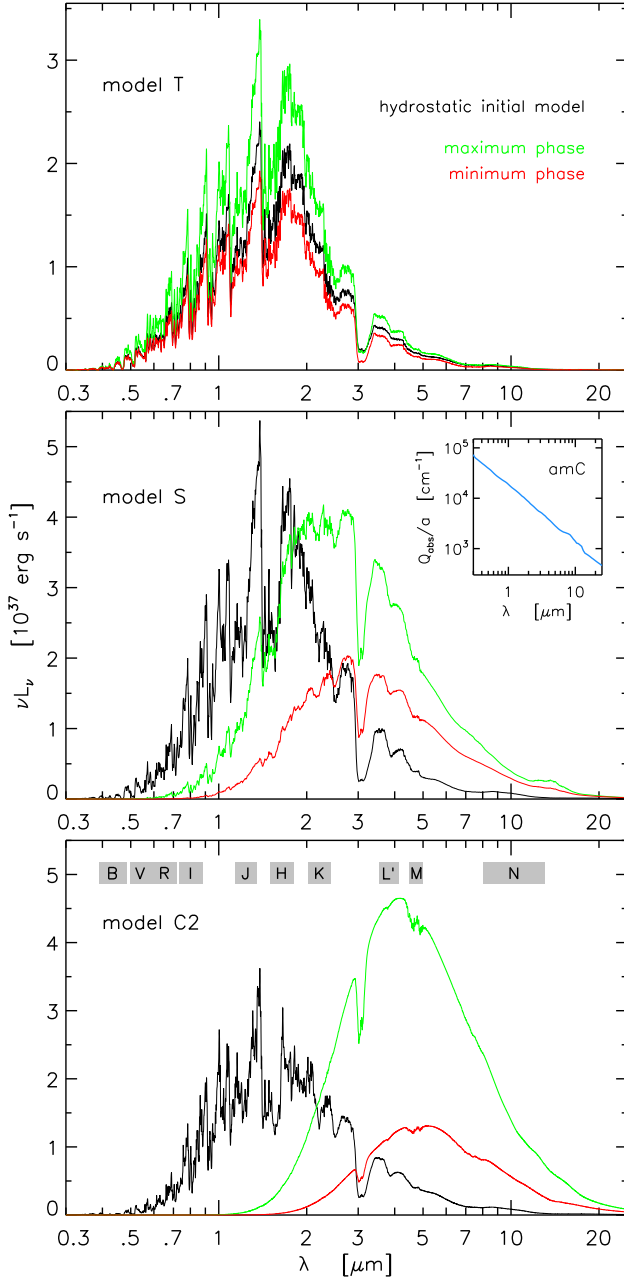 3
2
1
0
model T
hydrostatic initial model
maximum phase
minimum phase
0.3 .5 .7 1 2 3 5 7 10 20
5
4
3
2
1
0
model S
νLν [10³⁷ erg s⁻¹]
amC
Qabs/a [cm⁻¹]
10⁵
10⁴
10³
1 10
λ [μm]
0.3 .5 .7 1 2 3 5 7 10 20
B V R I J H K L' M N
model C2
5
4
3
2
1
0
0.3 .5 .7 1 2 3 5 7 10 20
λ [μm]